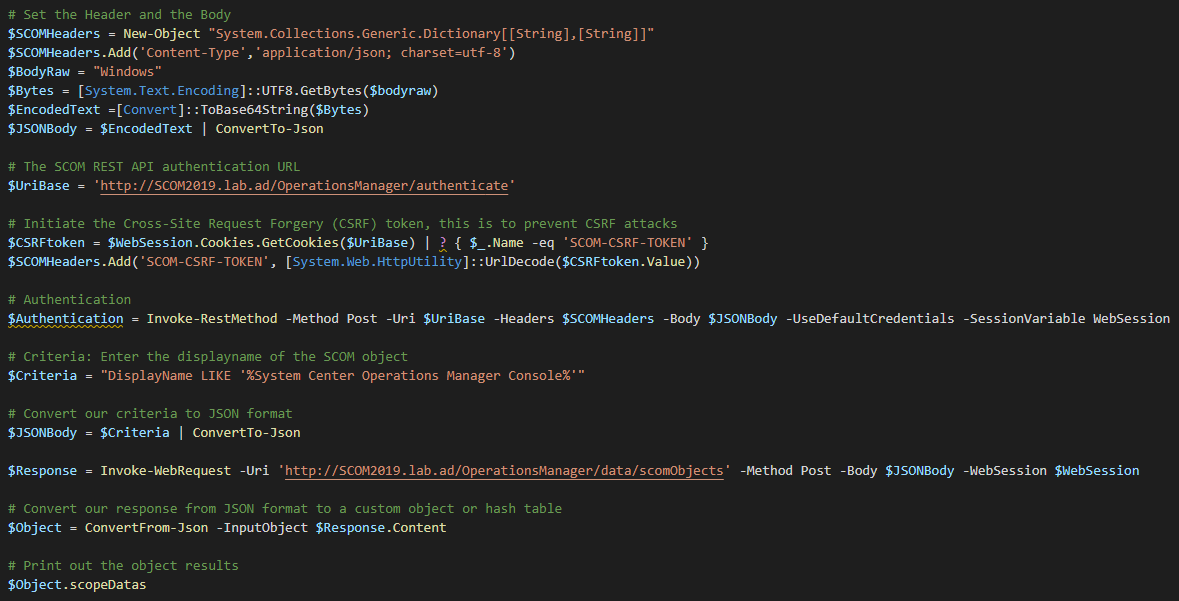 # Set the Header and the Body
$SCOMHeaders = New-Object "System.Collections.Generic.Dictionary[[String],[String]]"
$SCOMHeaders.Add('Content-Type','application/json; charset=utf-8')
$BodyRaw = "Windows"
$Bytes = [System.Text.Encoding]::UTF8.GetBytes($bodyraw)
$EncodedText =[Convert]::ToBase64String($Bytes)
$JSONBody = $EncodedText | ConvertTo-Json
# The SCOM REST API authentication URL
$UriBase = 'http://SCOM2019.lab.ad/OperationsManager/authenticate'
# Initiate the Cross-Site Request Forgery (CSRF) token, this is to prevent CSRF attacks
$CSRFtoken = $WebSession.Cookies.GetCookies($UriBase) | ? { $_.Name -eq 'SCOM-CSRF-TOKEN' }
$SCOMHeaders.Add('SCOM-CSRF-TOKEN', [System.Web.HttpUtility]::UrlDecode($CSRFtoken.Value))
# Authentication
$Authentication = Invoke-RestMethod -Method Post -Uri $UriBase -Headers $SCOMHeaders -Body $JSONBody -UseDefaultCredentials -SessionVariable WebSession
# Criteria: Enter the displayname of the SCOM object
$Criteria = "DisplayName LIKE '%System Center Operations Manager Console%'"
# Convert our criteria to JSON format
$JSONBody = $Criteria | ConvertTo-Json
$Response = Invoke-WebRequest -Uri 'http://SCOM2019.lab.ad/OperationsManager/data/scomObjects' -Method Post -Body $JSONBody -WebSession $WebSession
# Convert our response from JSON format to a custom object or hash table
$Object = ConvertFrom-Json -InputObject $Response.Content
# Print out the object results
$Object.scopeDatas